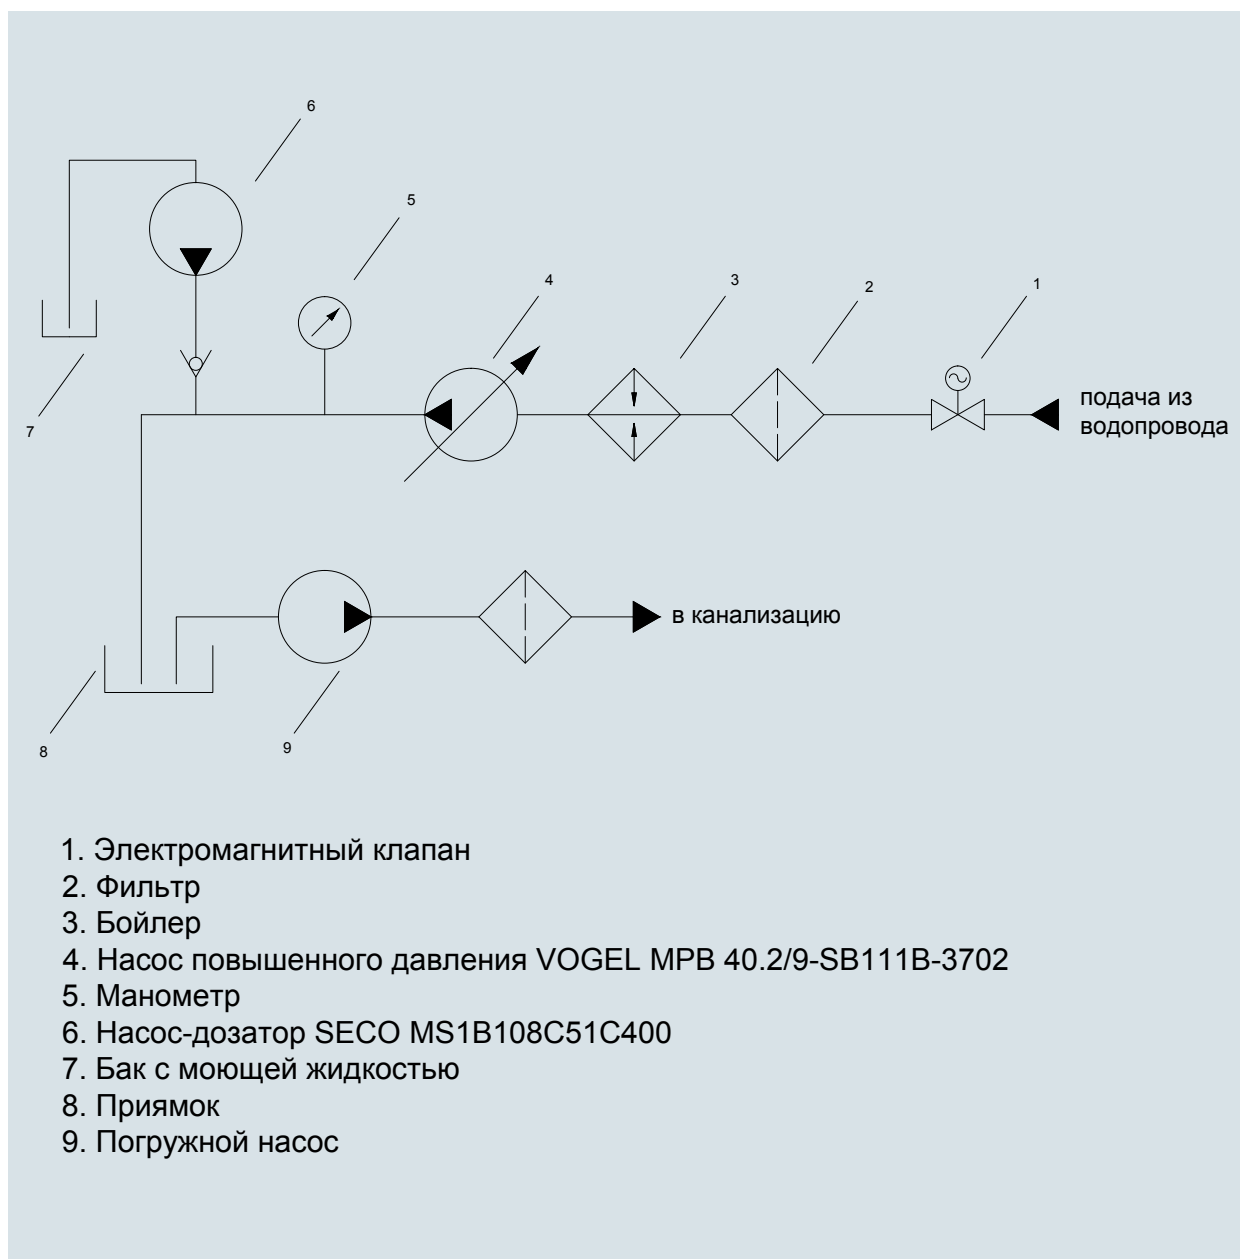 6
5
4
3
2
1
подача из
водопровода
7
в канализацию
8
9
1. Электромагнитный клапан
2. Фильтр
3. Бойлер
4. Насос повышенного давления VOGEL MPB 40.2/9-SB111B-3702
5. Манометр
6. Насос-дозатор SECO MS1B108C51C400
7. Бак с моющей жидкостью
8. Приямок
9. Погружной насос